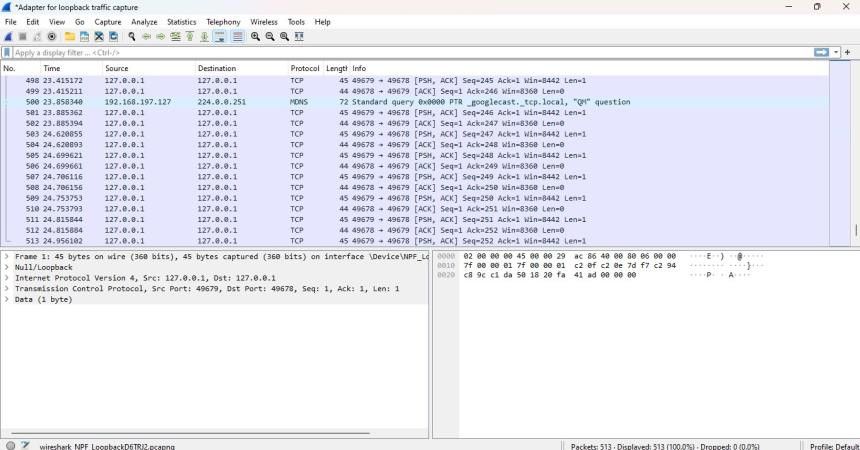 *Adapter for loopback traffic capture
File Edit View Go Capture Analyze Statistics Telephony Wireless Tools Help
Apply a display filter ... <Ctrl-/>
No. Time Source Destination Protocol Length Info
498 23.415172 127.0.0.1 127.0.0.1 TCP 45 49679 → 49678 [PSH, ACK] Seq=245 Ack=1 Win=8442 Len=1
499 23.415211 127.0.0.1 127.0.0.1 TCP 44 49678 → 49679 [ACK] Seq=1 Ack=246 Win=8360 Len=0
500 23.858340 192.168.197.127 224.0.0.251 MDNS 72 Standard query 0x0000 PTR _googlecast._tcp.local, "QM" question
501 23.885362 127.0.0.1 127.0.0.1 TCP 45 49679 → 49678 [PSH, ACK] Seq=246 Ack=1 Win=8442 Len=1
502 23.885394 127.0.0.1 127.0.0.1 TCP 44 49678 → 49679 [ACK] Seq=1 Ack=247 Win=8360 Len=0
503 24.620855 127.0.0.1 127.0.0.1 TCP 45 49679 → 49678 [PSH, ACK] Seq=247 Ack=1 Win=8442 Len=1
504 24.620893 127.0.0.1 127.0.0.1 TCP 44 49678 → 49679 [ACK] Seq=1 Ack=248 Win=8360 Len=0
505 24.699621 127.0.0.1 127.0.0.1 TCP 45 49679 → 49678 [PSH, ACK] Seq=248 Ack=1 Win=8442 Len=1
506 24.699661 127.0.0.1 127.0.0.1 TCP 44 49678 → 49679 [ACK] Seq=1 Ack=249 Win=8360 Len=0
507 24.706116 127.0.0.1 127.0.0.1 TCP 45 49679 → 49678 [PSH, ACK] Seq=249 Ack=1 Win=8442 Len=1
508 24.706156 127.0.0.1 127.0.0.1 TCP 44 49678 → 49679 [ACK] Seq=1 Ack=250 Win=8360 Len=0
509 24.753753 127.0.0.1 127.0.0.1 TCP 45 49679 → 49678 [PSH, ACK] Seq=250 Ack=1 Win=8442 Len=1
510 24.753793 127.0.0.1 127.0.0.1 TCP 44 49678 → 49679 [ACK] Seq=1 Ack=251 Win=8360 Len=0
511 24.815844 127.0.0.1 127.0.0.1 TCP 45 49679 → 49678 [PSH, ACK] Seq=251 Ack=1 Win=8442 Len=1
512 24.815884 127.0.0.1 127.0.0.1 TCP 44 49678 → 49679 [ACK] Seq=1 Ack=252 Win=8360 Len=0
513 24.956102 127.0.0.1 127.0.0.1 TCP 45 49679 → 49678 [PSH, ACK] Seq=252 Ack=1 Win=8442 Len=1
Frame 1: 45 bytes on wire (360 bits), 45 bytes captured (360 bits) on interface \Device\NPF_Lo
Null/Loopback
Internet Protocol Version 4, Src: 127.0.0.1, Dst: 127.0.0.1
Transmission Control Protocol, Src Port: 49679, Dst Port: 49678, Seq: 1, Ack: 1, Len: 1
Data (1 byte)
0000 02 00 00 00 45 00 00 29 ac 86 40 00 80 06 00 00 ····E··) ··@·····
0010 7f 00 00 01 7f 00 00 01 c2 0f c2 0e 7d f7 c2 94 ········ ····}···
0020 c8 9c c1 da 50 18 20 fa 41 ad 00 00 00 ····P· · A····
wireshark_NPF_LoopbackD6TRJ2.pcapng Packets: 513 · Displayed: 513 (100.0%) · Dropped: 0 (0.0%) Profile: Default